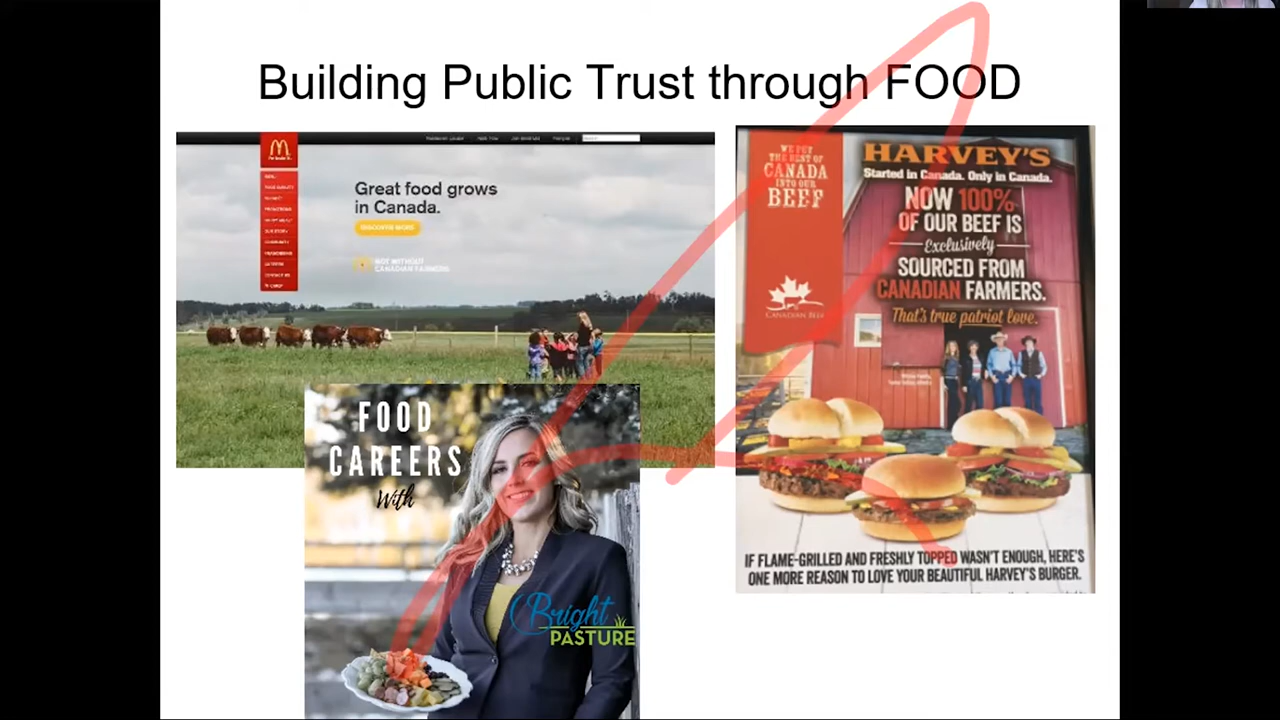 Building Public Trust through FOOD
Great food grows
in Canada.
DISCOVER MORE
NOT WITHOUT
CANADIAN FARMERS
FOOD
CAREERS
With
Bright
PASTURE
WE PUT
THE BEST OF
CANADA
INTO OUR
BEEF
CANADIAN BEEF
HARVEY'S
Started in Canada. Only in Canada.
NOW 100%
OF OUR BEEF IS
Exclusively
SOURCED FROM
CANADIAN FARMERS.
That's true patriot love.
IF FLAME-GRILLED AND FRESHLY TOPPED WASN'T ENOUGH, HERE'S
ONE MORE REASON TO LOVE YOUR BEAUTIFUL HARVEY'S BURGER.